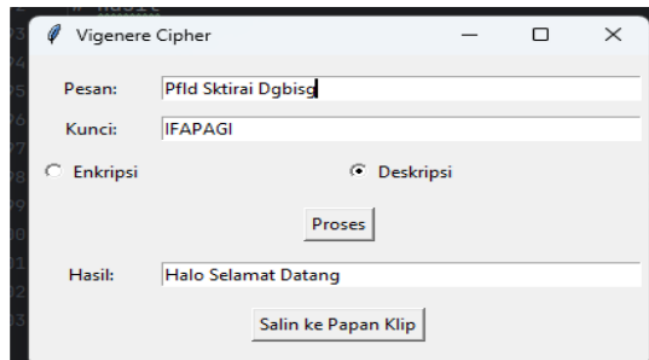 Vigenere Cipher
Pesan: Pfld Sktirai Dgbisg
Kunci: IFAPAGI
Enkripsi Deskripsi
Proses
Hasil: Halo Selamat Datang
Salin ke Papan Klip